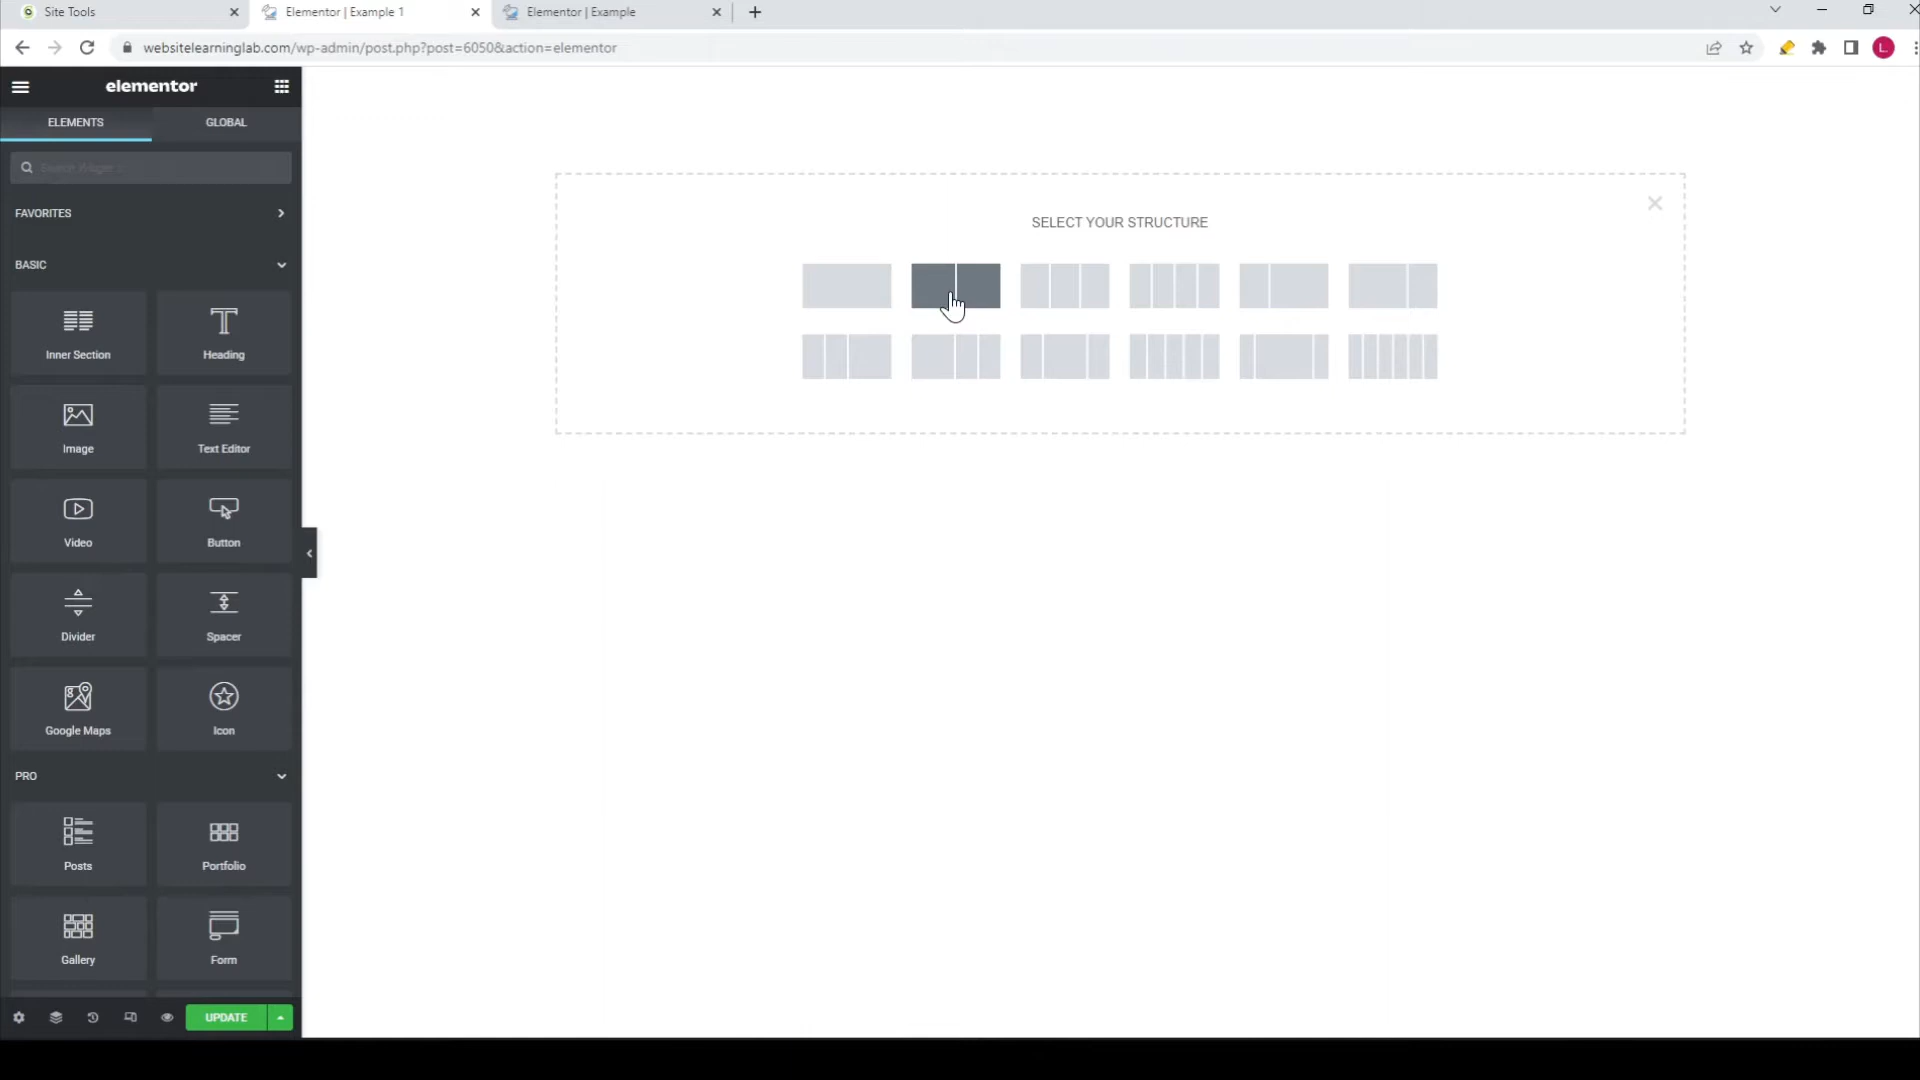 Site Tools
Elementor | Example 1
Elementor | Example
websitelearninglab.com/wp-admin/post.php?post=6050&action=elementor
L
elementor
ELEMENTS
GLOBAL
Search Widget...
FAVORITES
BASIC
Inner Section
Heading
Image
Text Editor
Video
Button
Divider
Spacer
Google Maps
Icon
PRO
Posts
Portfolio
Gallery
Form
UPDATE
SELECT YOUR STRUCTURE